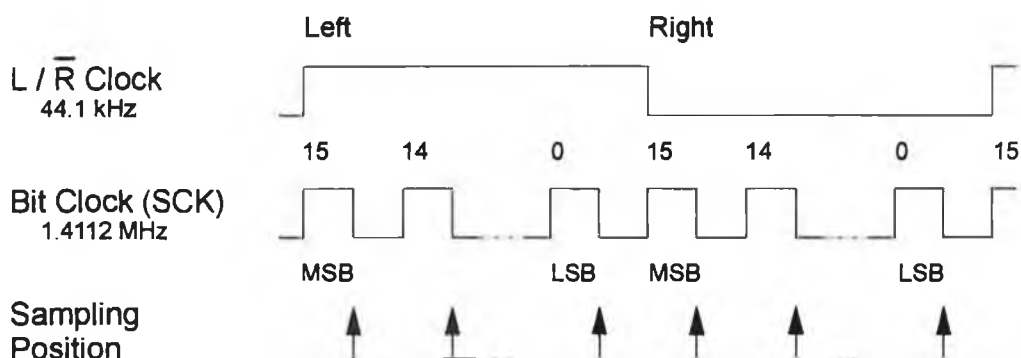 Left Right
L / R̅ Clock
44.1 kHz
15 14 0 15 14 0 15
Bit Clock (SCK)
1.4112 MHz
MSB LSB MSB LSB
Sampling
Position